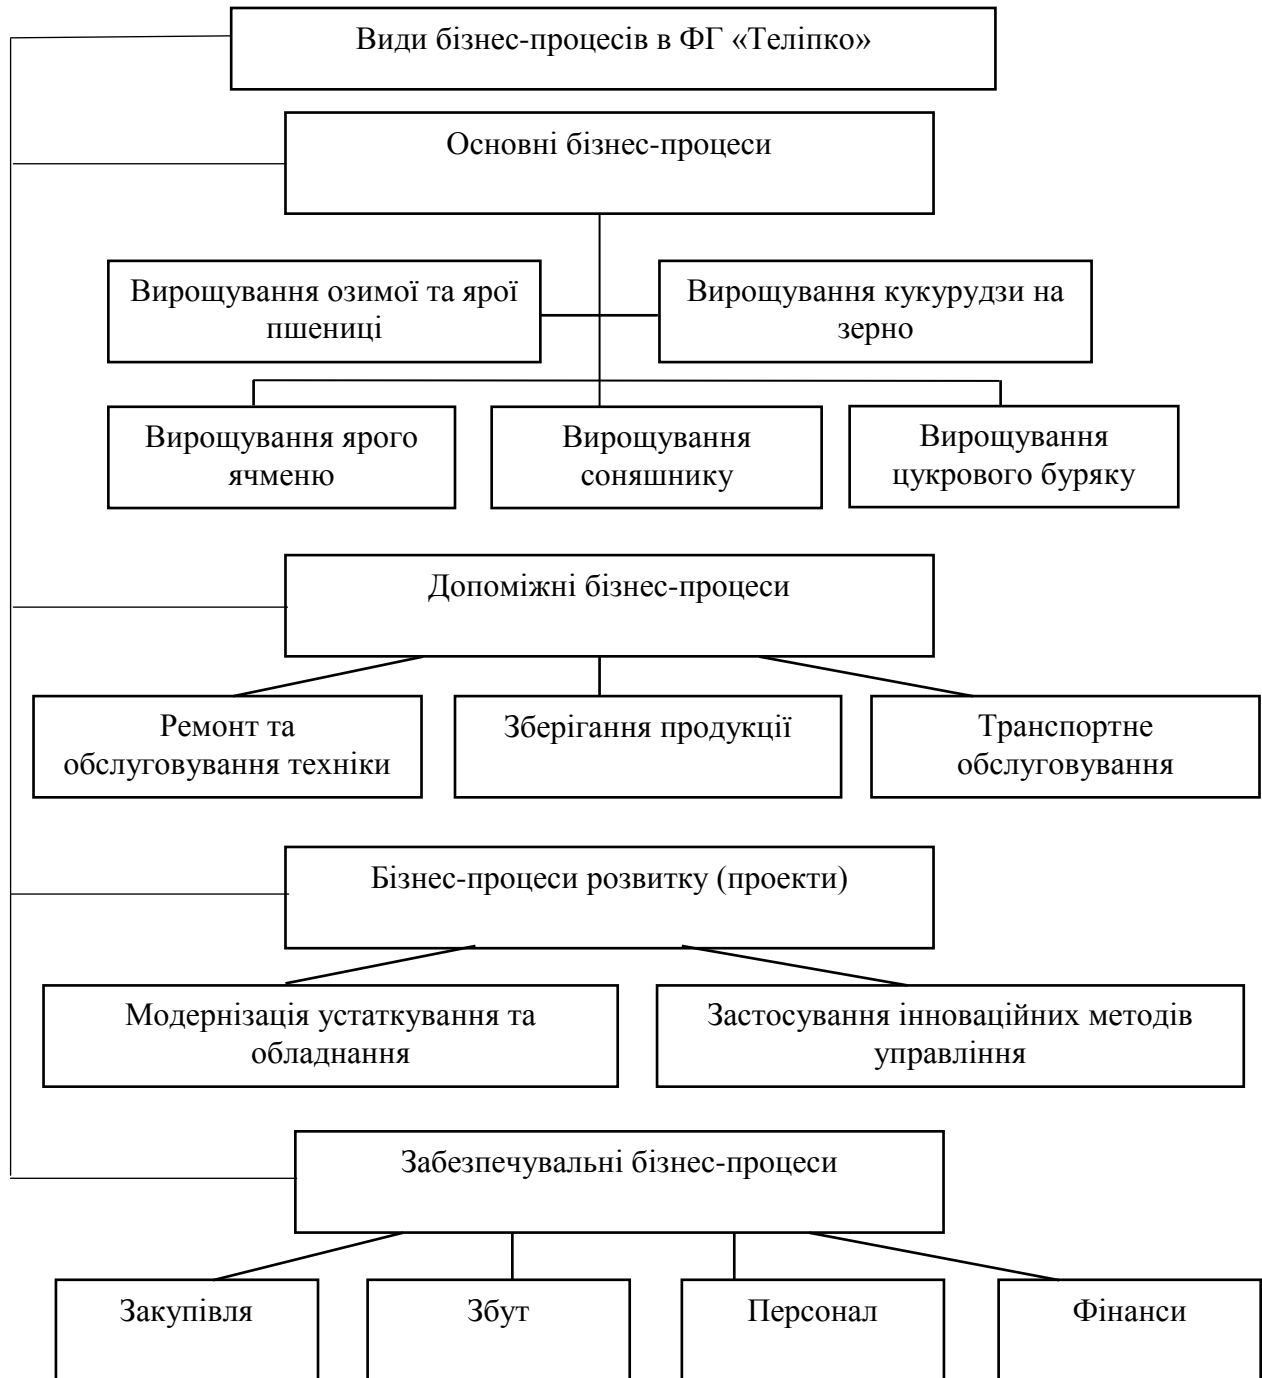 Види бізнес-процесів в ФГ «Теліпко»
Основні бізнес-процеси
Вирощування озимої та ярої
пшениці
Вирощування кукурудзи на
зерно
Вирощування ярого
ячменю
Вирощування
соняшнику
Вирощування
цукрового буряку
Допоміжні бізнес-процеси
Ремонт та
обслуговування техніки
Зберігання продукції
Транспортне
обслуговування
Бізнес-процеси розвитку (проекти)
Модернізація устаткування та
обладнання
Застосування інноваційних методів
управління
Забезпечувальні бізнес-процеси
Закупівля
Збут
Персонал
Фінанси